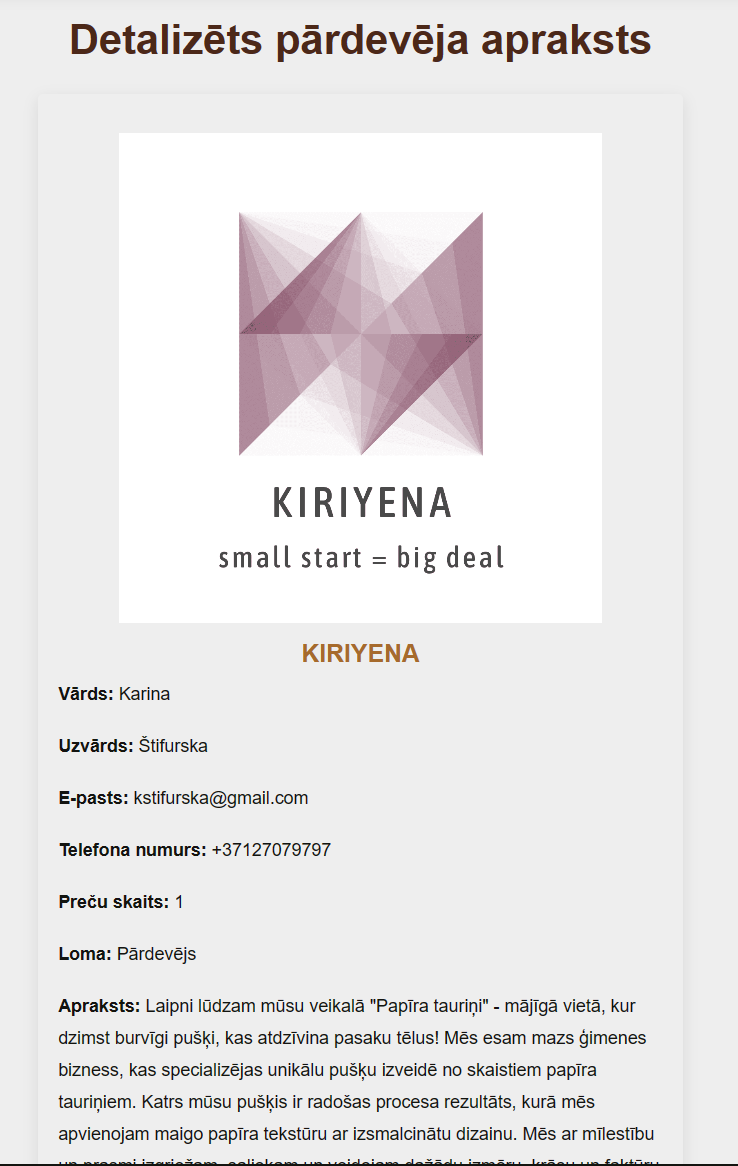 Detalizēts pārdevēja apraksts
KIRIYENA
small start = big deal
KIRIYENA
Vārds: Karina
Uzvārds: Štifurska
E-pasts: kstifurska@gmail.com
Telefona numurs: +37127079797
Preču skaits: 1
Loma: Pārdevējs
Apraksts: Laipni lūdzam mūsu veikalā "Papīra tauriņi" - mājīgā vietā, kur
dzimst burvīgi pušķi, kas atdzīvina pasaku tēlus! Mēs esam mazs ģimenes
bizness, kas specializējas unikālu pušķu izveidē no skaistiem papīra
tauriņiem. Katrs mūsu pušķis ir radošas procesa rezultāts, kurā mēs
apvienojam maigo papīra tekstūru ar izsmalcinātu dizainu. Mēs ar mīlestību